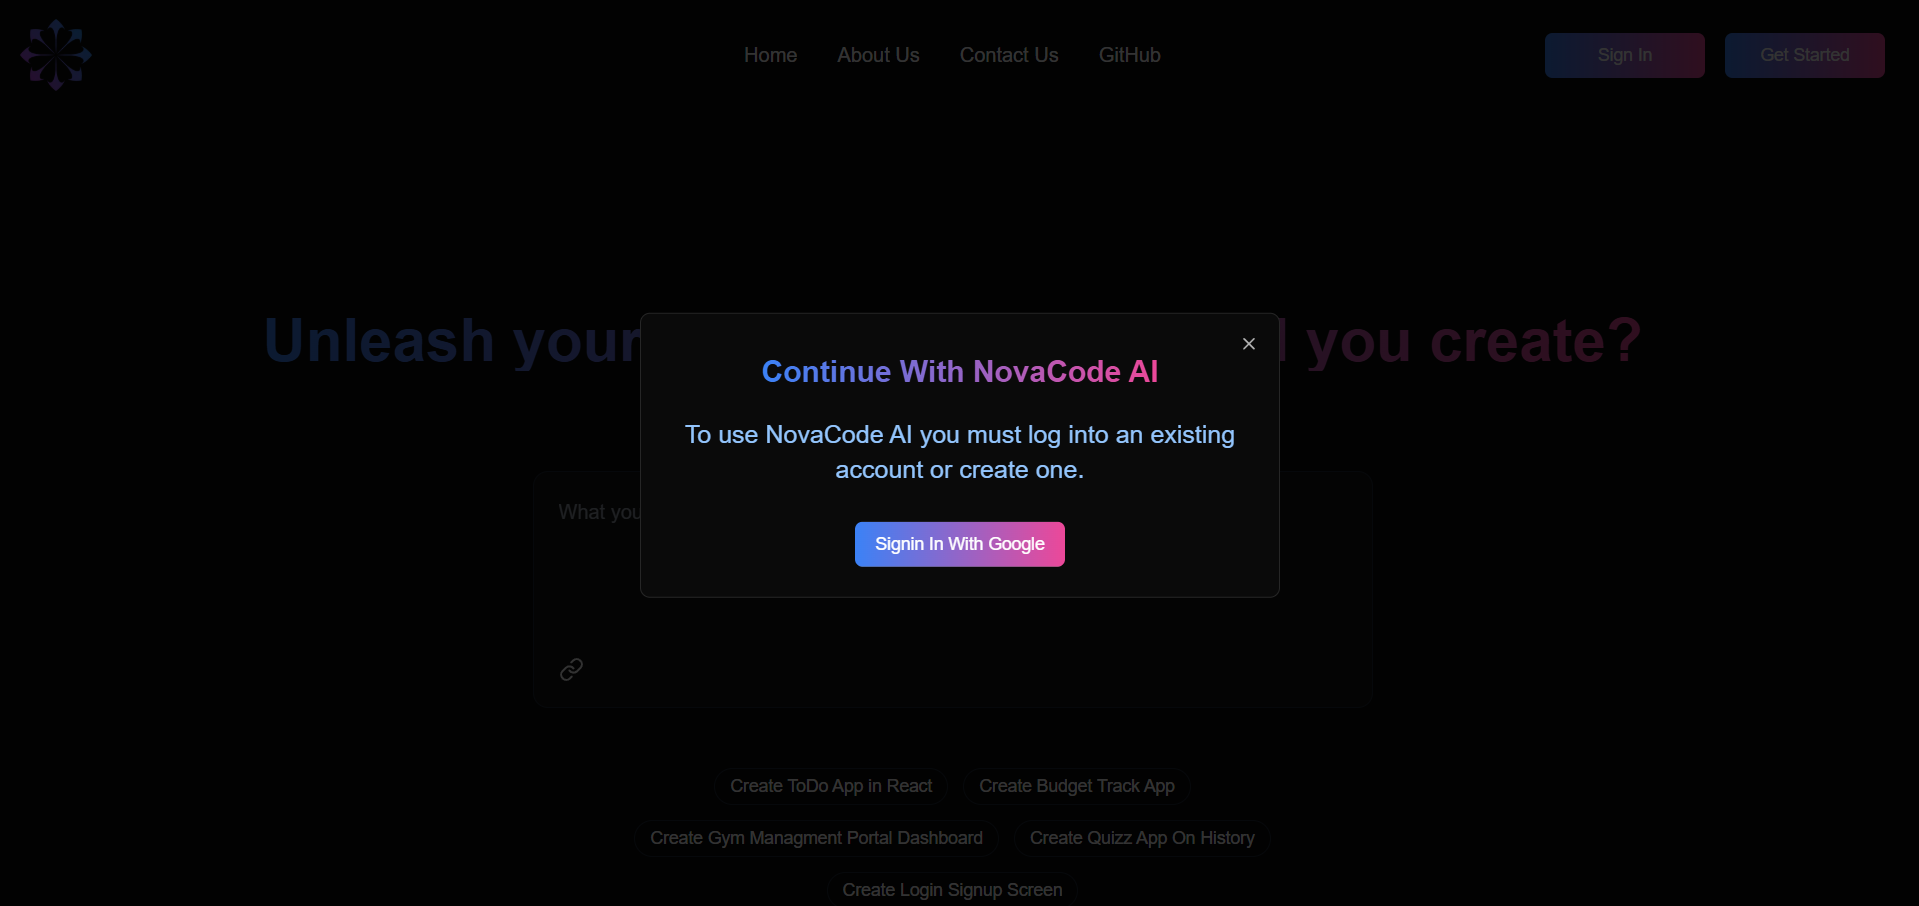 Home
About Us
Contact Us
GitHub
Sign In
Get Started
Unleash your
you create?
Continue With NovaCode AI
To use NovaCode AI you must log into an existing
account or create one.
Signin In With Google
What you
Create ToDo App in React
Create Budget Track App
Create Gym Managment Portal Dashboard
Create Quizz App On History
Create Login Signup Screen